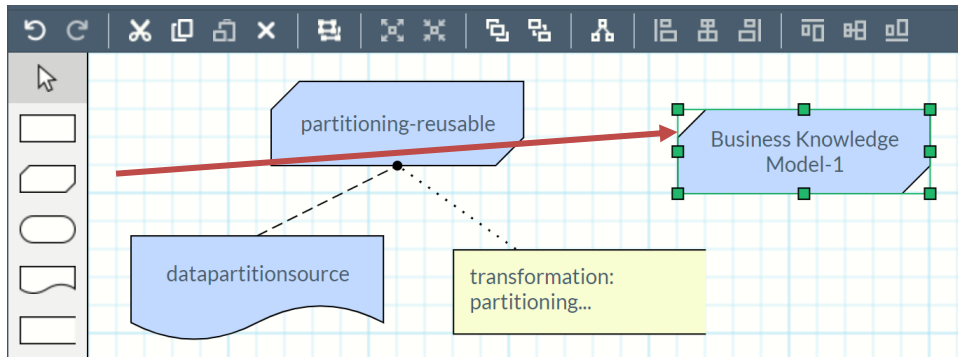 partitioning-reusable
Business Knowledge
Model-1
datapartitionsource
transformation:
partitioning...